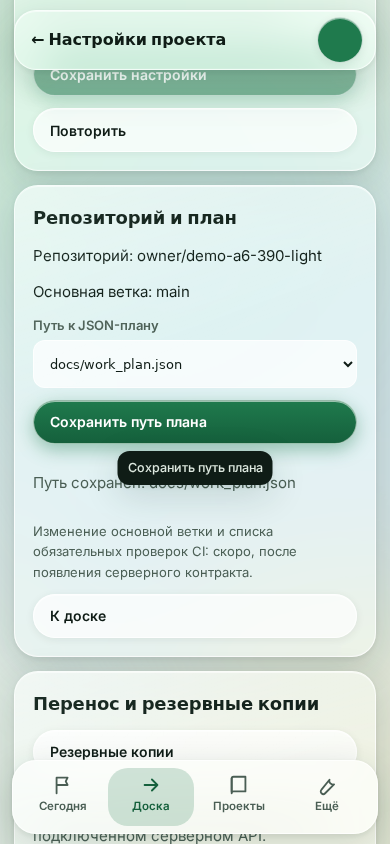 ← Настройки проекта
Сохранить настройки
Повторить
Репозиторий и план
Репозиторий: owner/demo-a6-390-light
Основная ветка: main
Путь к JSON-плану
docs/work_plan.json
Сохранить путь плана
Сохранить путь плана
Путь сохранен: docs/work_plan.json
Изменение основной ветки и списка
обязательных проверок CI: скоро, после
появления серверного контракта.
К доске
Перенос и резервные копии
Резервные копии
Сегодня
Доска
Проекты
Ещё
подключенном серверном API.